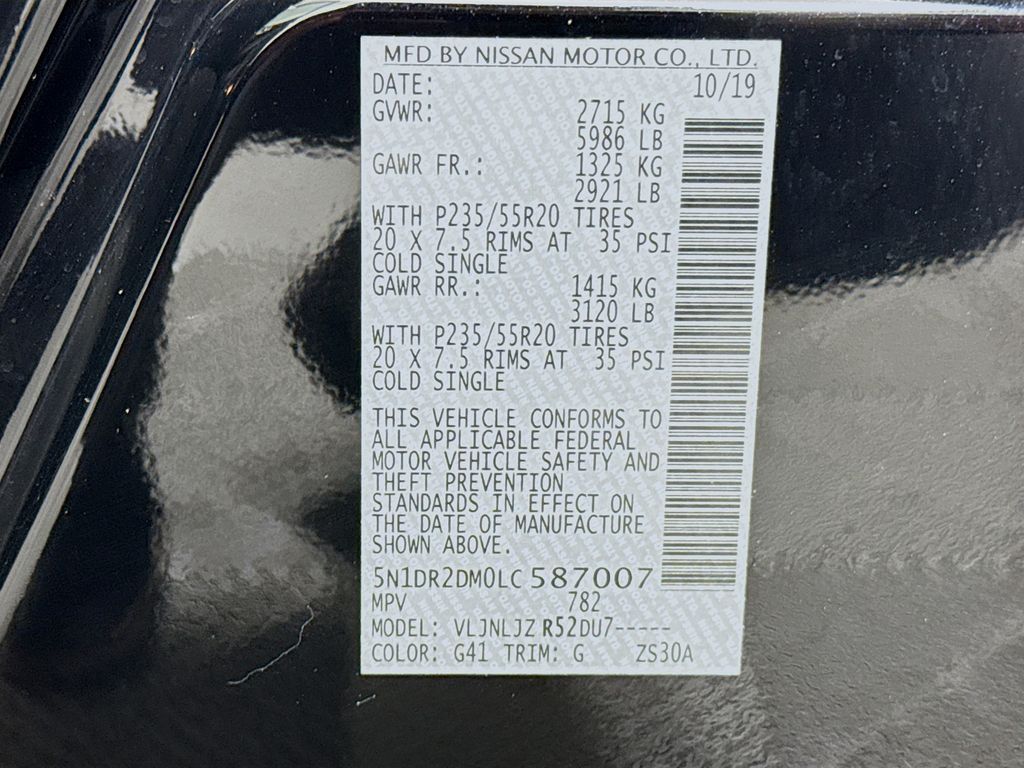 MFD BY NISSAN MOTOR CO., LTD.
DATE: 10/19
GVWR: 2715 KG
5986 LB
GAWR FR.: 1325 KG
2921 LB
WITH P235/55R20 TIRES
20 X 7.5 RIMS AT 35 PSI
COLD SINGLE
GAWR RR.: 1415 KG
3120 LB
WITH P235/55R20 TIRES
20 X 7.5 RIMS AT 35 PSI
COLD SINGLE
THIS VEHICLE CONFORMS TO
ALL APPLICABLE FEDERAL
MOTOR VEHICLE SAFETY AND
THEFT PREVENTION
STANDARDS IN EFFECT ON
THE DATE OF MANUFACTURE
SHOWN ABOVE.
5N1DR2DM0LC587007
MPV 782
MODEL: VLJNLJZ R52DU7-----
COLOR: G41 TRIM: G ZS30A